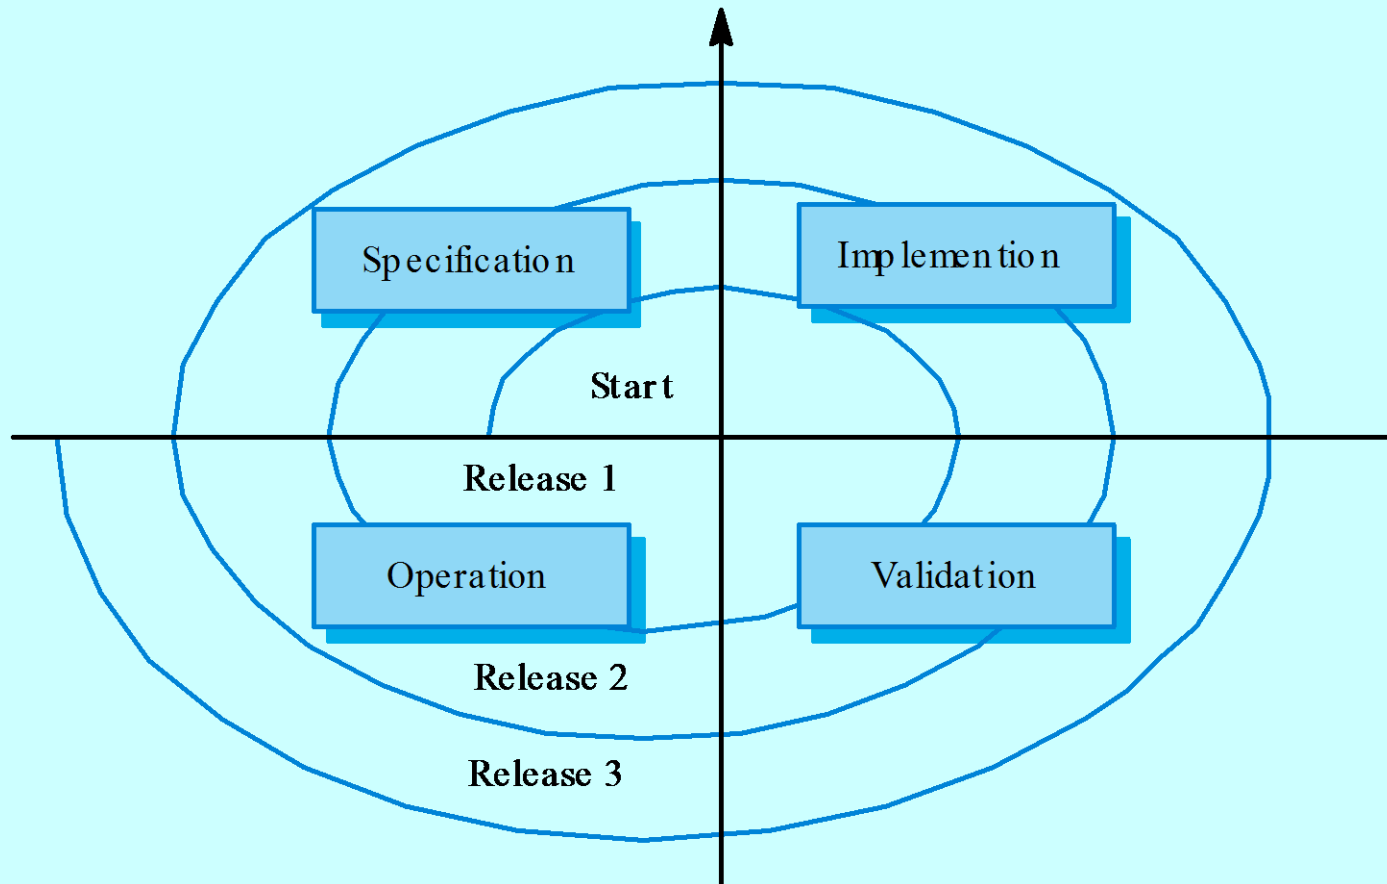 Specification
Implemention
Start
Release 1
Operation
Validation
Release 2
Release 3